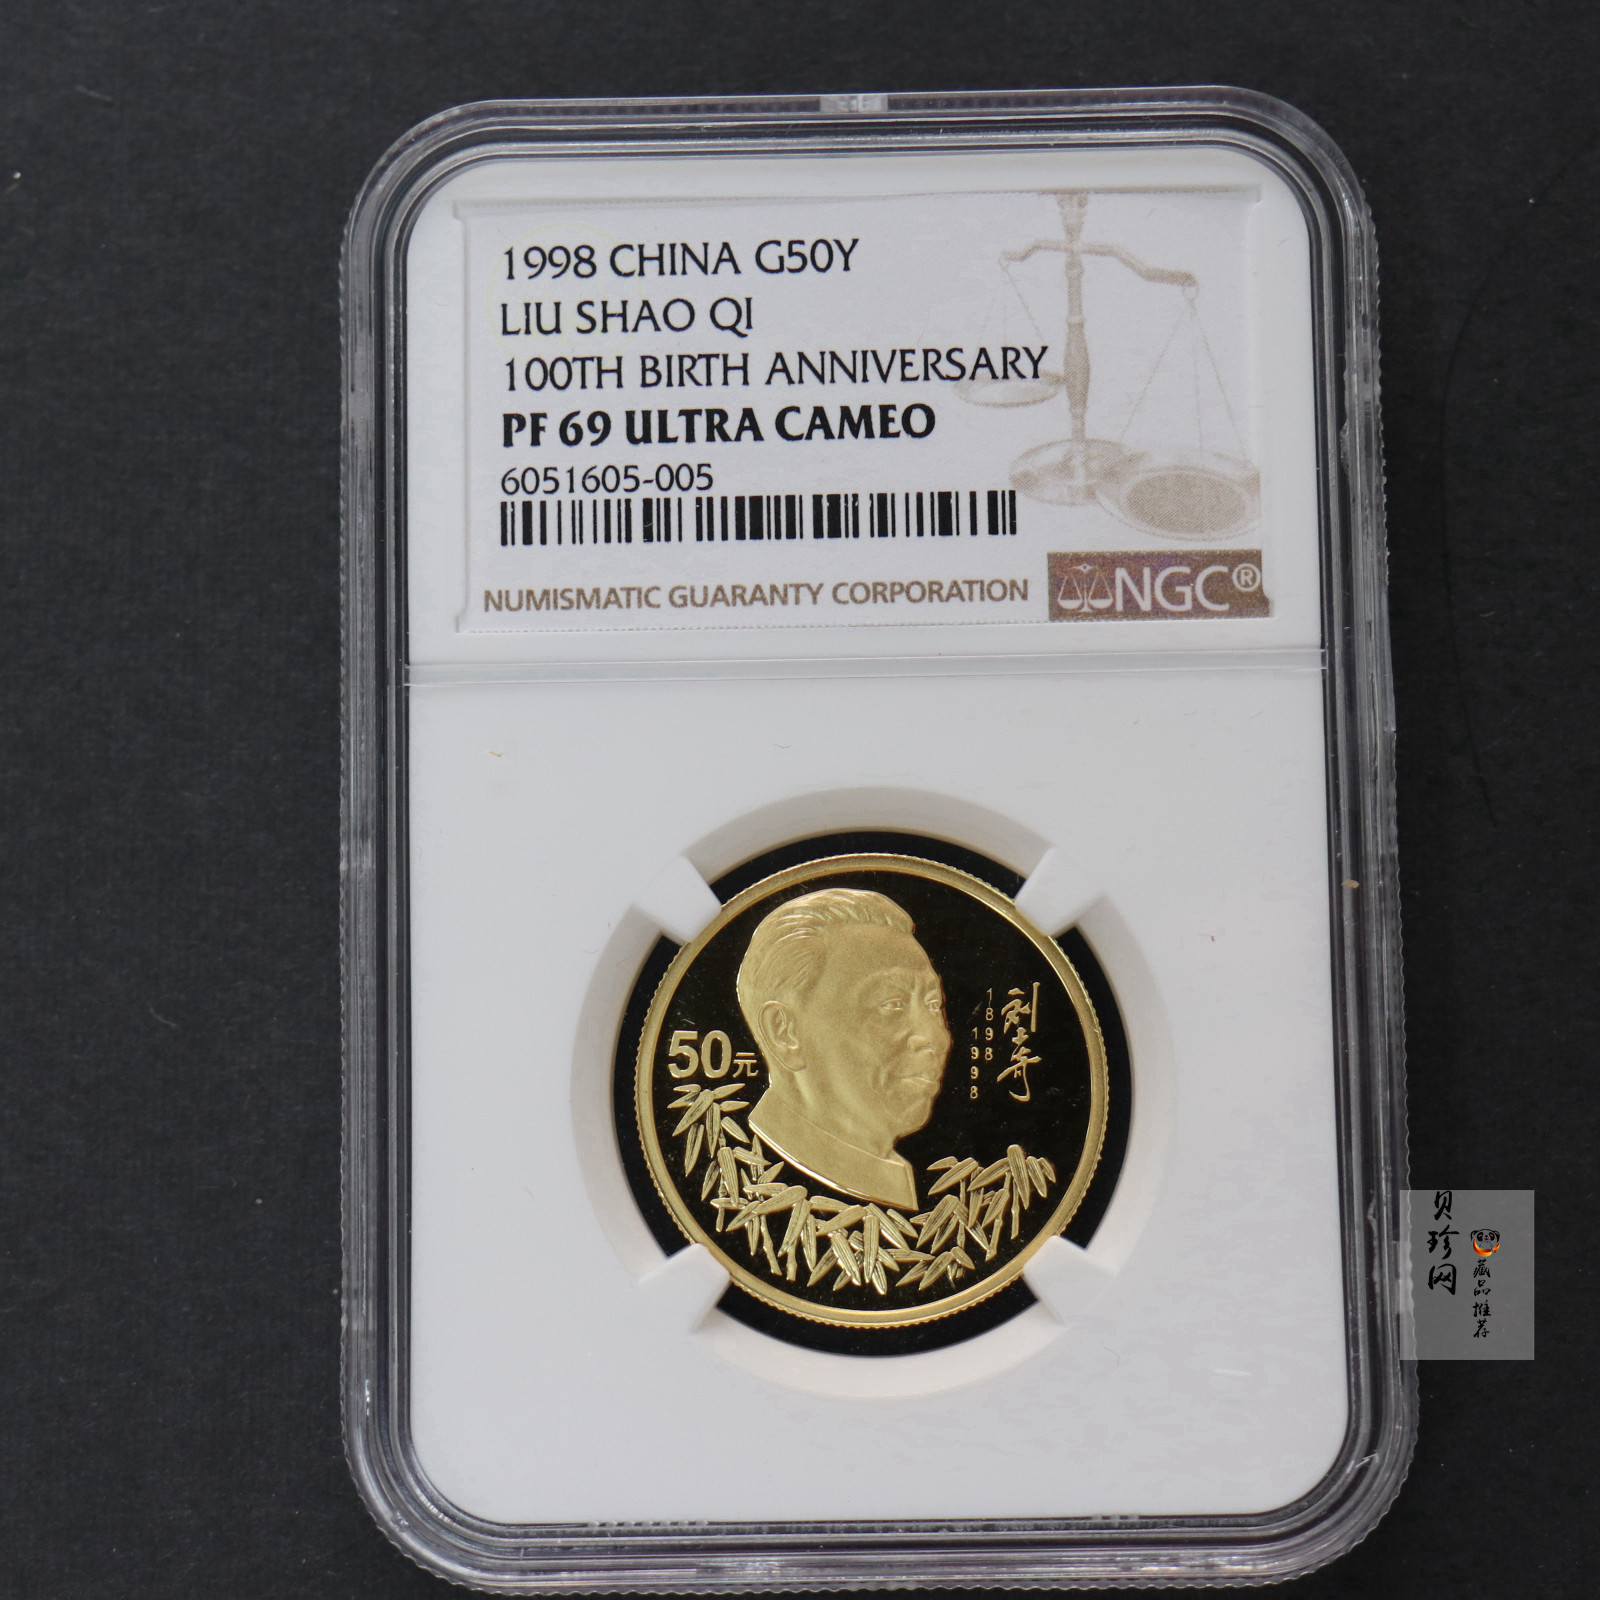 1998 CHINA G50Y
LIU SHAO QI
100TH BIRTH ANNIVERSARY
PF 69 ULTRA CAMEO
6051605-005
NUMISMATIC GUARANTY CORPORATION
NGC®
50元
刘少奇
1898
1998
贝珍网
藏品推荐